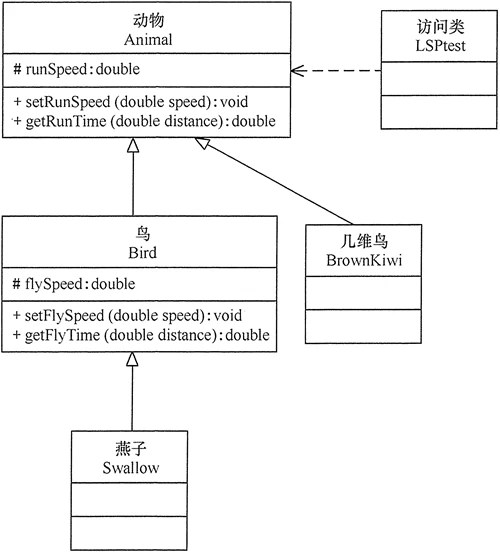 动物
Animal
# runSpeed:double
+ setRunSpeed (double speed):void
+ getRunTime (double distance):double
访问类
LSPtest
鸟
Bird
# flySpeed:double
+ setFlySpeed (double speed):void
+ getFlyTime (double distance):double
几维鸟
BrownKiwi
燕子
Swallow